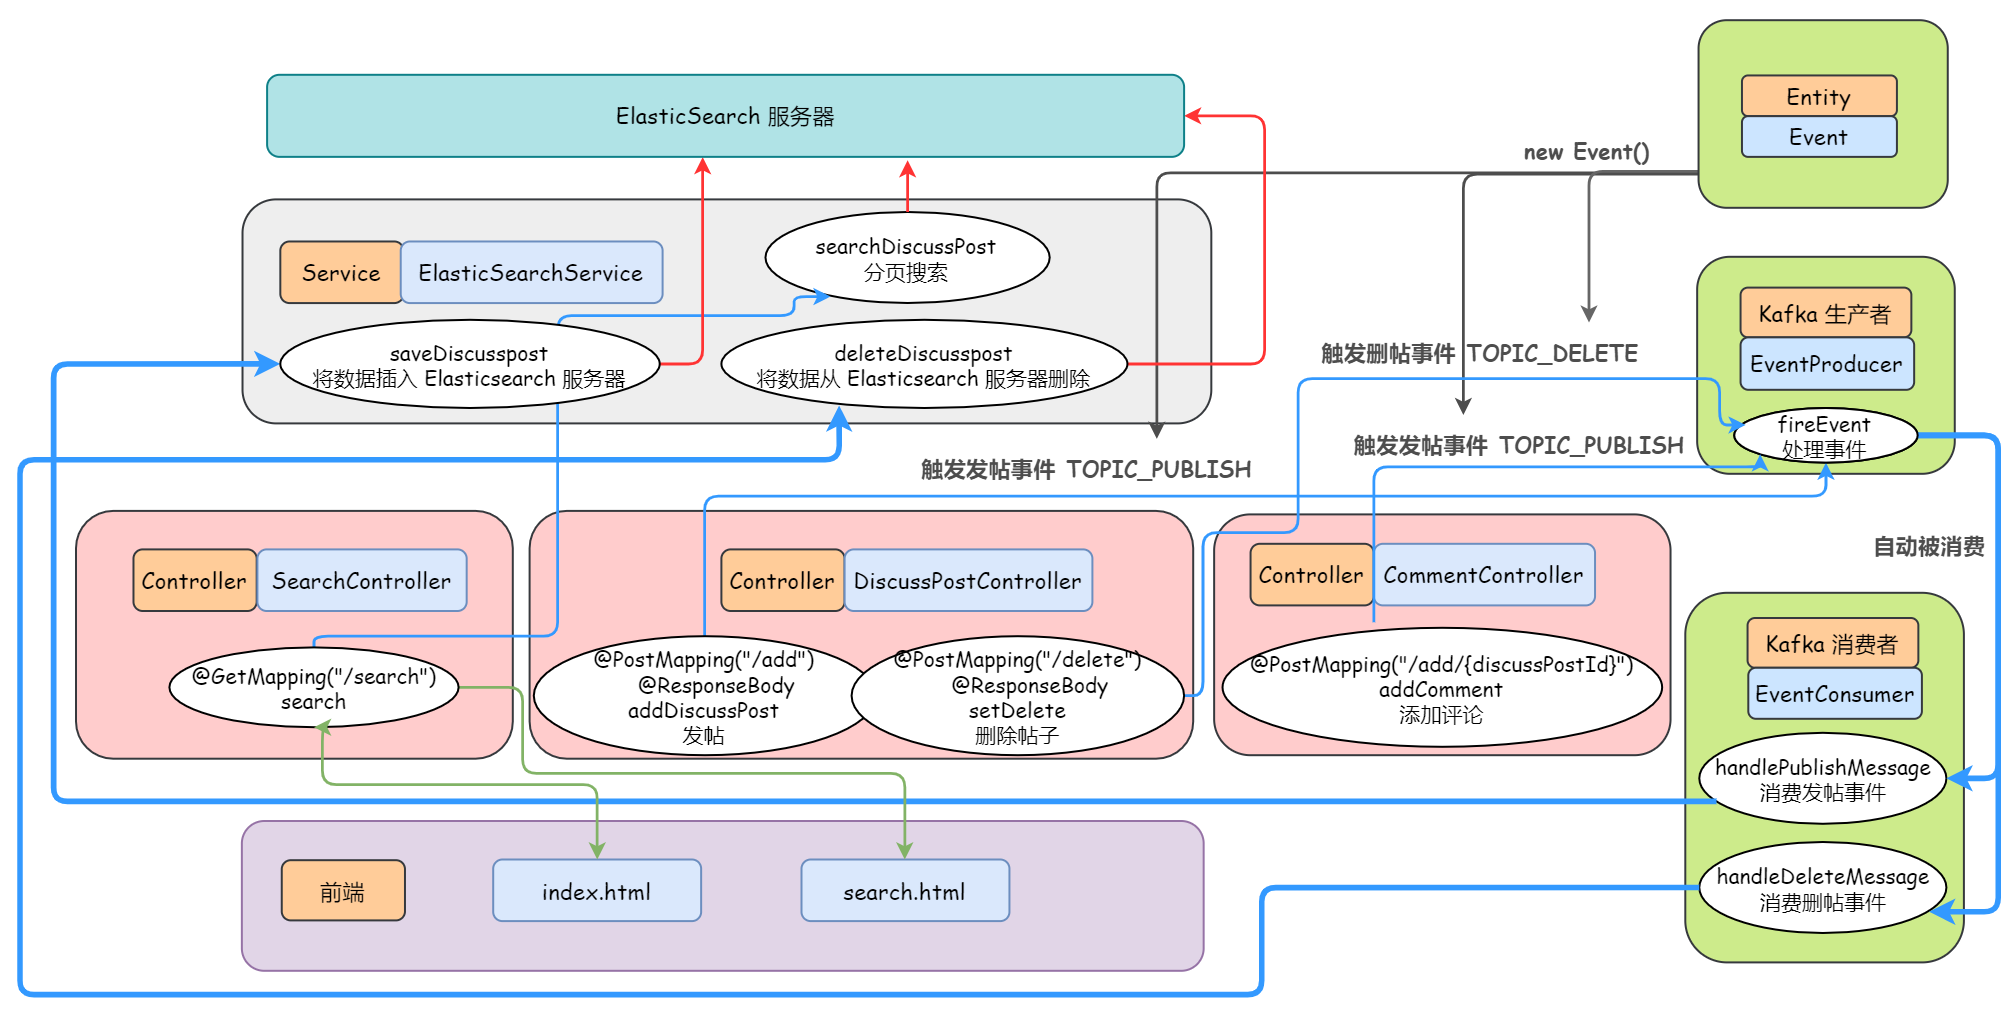 ElasticSearch 服务器
Entity
Event
new Event()
Service
ElasticSearchService
searchDiscussPost
分页搜索
saveDiscusspost
将数据插入 Elasticsearch 服务器
deleteDiscusspost
将数据从 Elasticsearch 服务器删除
触发删帖事件 TOPIC_DELETE
触发发帖事件 TOPIC_PUBLISH
触发发帖事件 TOPIC_PUBLISH
Kafka 生产者
EventProducer
fireEvent
处理事件
自动被消费
Controller
SearchController
@GetMapping("/search")
search
Controller
DiscussPostController
@PostMapping("/add")
@ResponseBody
addDiscussPost
发帖
@PostMapping("/delete")
@ResponseBody
setDelete
删除帖子
Controller
CommentController
@PostMapping("/add/{discussPostId}")
addComment
添加评论
Kafka 消费者
EventConsumer
handlePublishMessage
消费发帖事件
handleDeleteMessage
消费删帖事件
前端
index.html
search.html